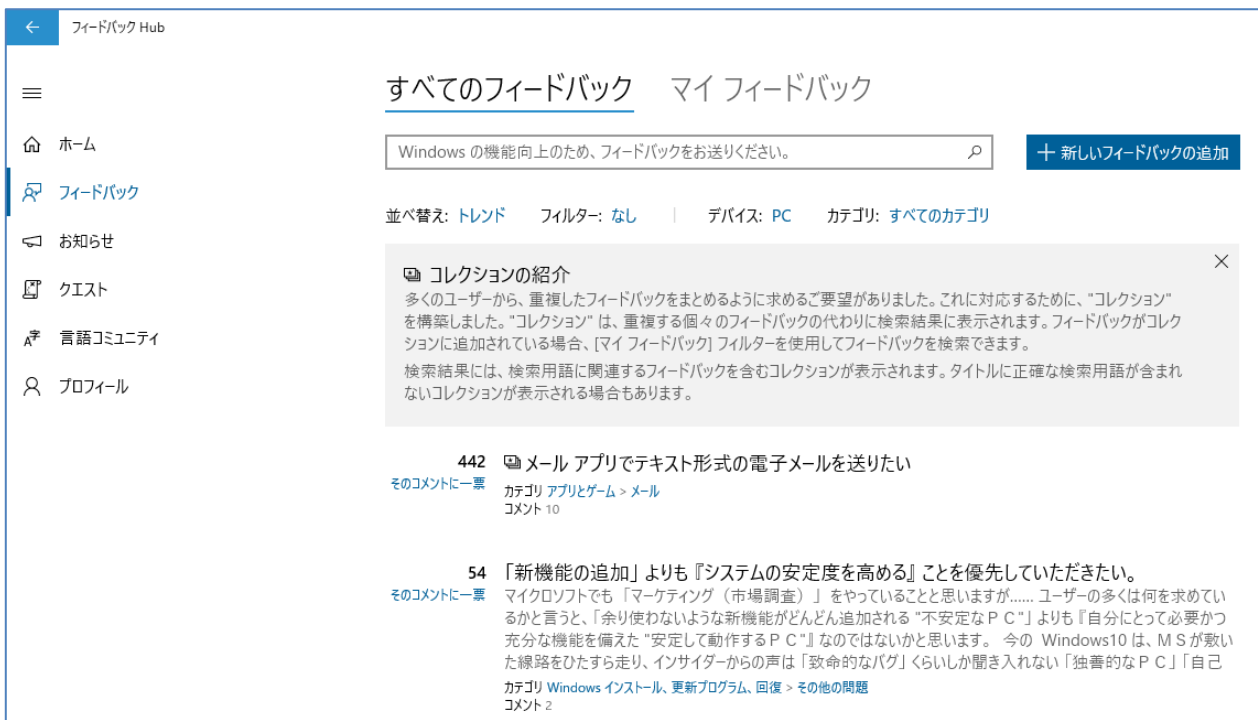 フィードバック Hub
すべてのフィードバック マイ フィードバック
ホーム
フィードバック
お知らせ
クエスト
言語コミュニティ
プロフィール
Windows の機能向上のため、フィードバックをお送りください。
新しいフィードバックの追加
並べ替え: トレンド フィルター: なし デバイス: PC カテゴリ: すべてのカテゴリ
コレクションの紹介
多くのユーザーから、重複したフィードバックをまとめるように求めるご要望がありました。これに対応するために、"コレクション"
を構築しました。"コレクション" は、重複する個々のフィードバックの代わりに検索結果に表示されます。フィードバックがコレク
ションに追加されている場合、[マイ フィードバック] フィルターを使用してフィードバックを検索できます。
検索結果には、検索用語に関連するフィードバックを含むコレクションが表示されます。タイトルに正確な検索用語が含まれ
ないコレクションが表示される場合もあります。
442 メール アプリでテキスト形式の電子メールを送りたい
そのコメントに一票
カテゴリ アプリとゲーム > メール
コメント 10
54 「新機能の追加」よりも『システムの安定度を高める』ことを優先していただきたい。
そのコメントに一票
マイクロソフトでも「マーケティング（市場調査）」をやっていることと思いますが...... ユーザーの多くは何を求めてい
るかと言うと、「余り使わないような新機能がどんどん追加される "不安定なＰＣ"」よりも『自分にとって必要かつ
充分な機能を備えた "安定して動作するＰＣ"』なのではないかと思います。 今の Windows10 は、ＭＳが敷い
た線路をひたすら走り、インサイダーからの声は「致命的なバグ」くらいしか聞き入れない「独善的なＰＣ」「自己
カテゴリ Windows インストール、更新プログラム、回復 > その他の問題
コメント 2